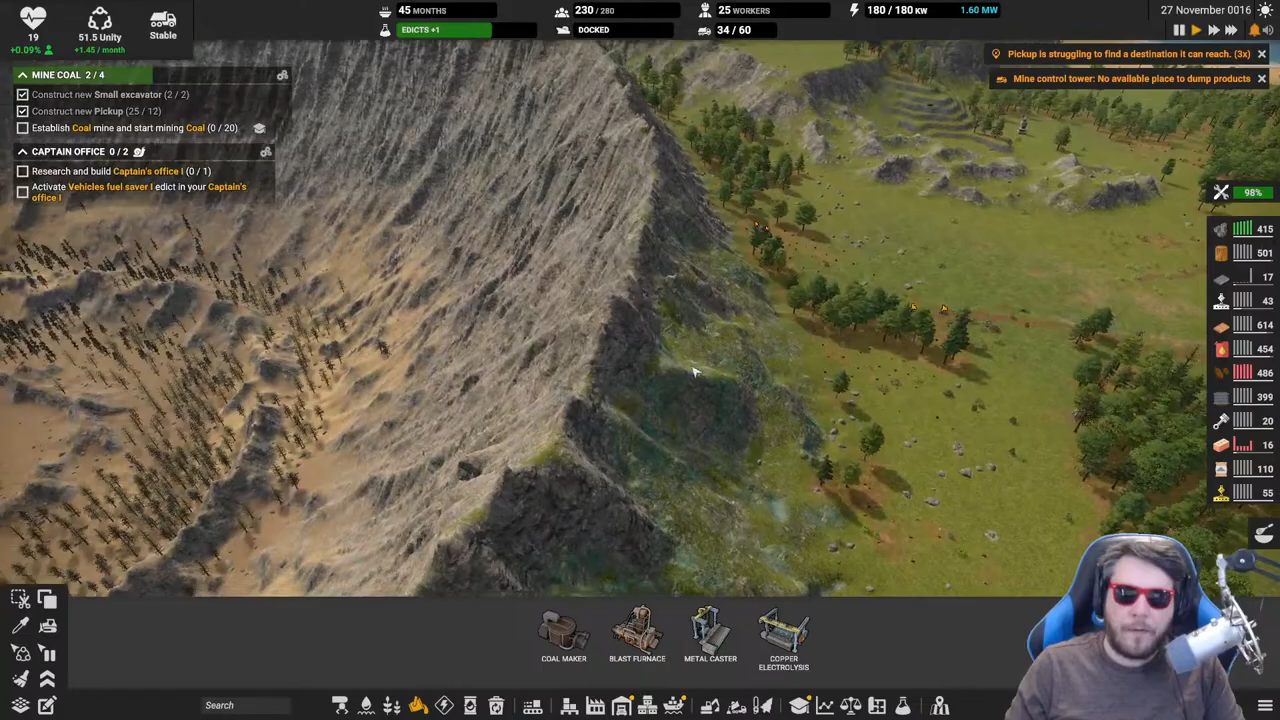 45 MONTHS
230 / 280
25 WORKERS
180 / 180 KW
1.60 MW
27 November 0016
19
51.5 Unity
Stable
+0.09%
+1.45 / month
EDICTS +1
DOCKED
34 / 60
Pickup is struggling to find a destination it can reach. (3x)
Mine control tower: No available place to dump products
MINE COAL 2 / 4
Construct new Small excavator (2 / 2)
Construct new Pickup (25 / 12)
Establish Coal mine and start mining Coal (0 / 20)
CAPTAIN OFFICE 0 / 2
Research and build Captain's office I (0 / 1)
Activate Vehicles fuel saver I edict in your Captain's
office I
98%
415
501
17
43
614
454
486
399
20
16
110
55
COAL MAKER
BLAST FURNACE
METAL CASTER
COPPER
ELECTROLYSIS
Search